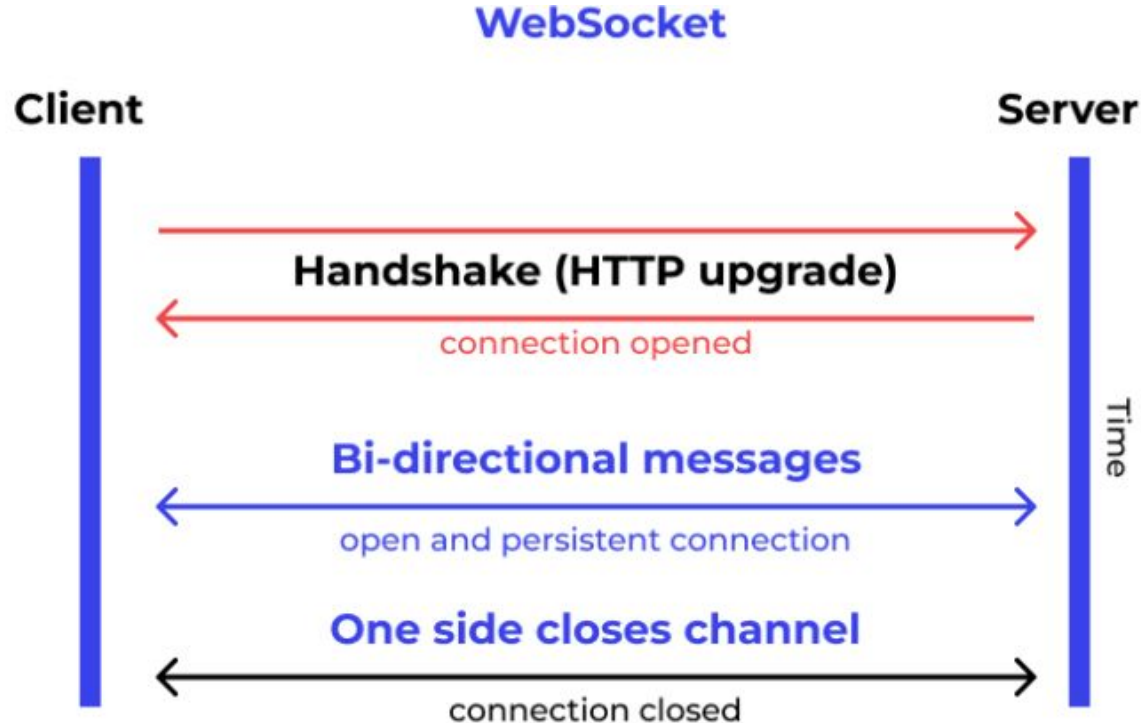 WebSocket
Client
Server
Handshake (HTTP upgrade)
connection opened
Time
Bi-directional messages
open and persistent connection
One side closes channel
connection closed